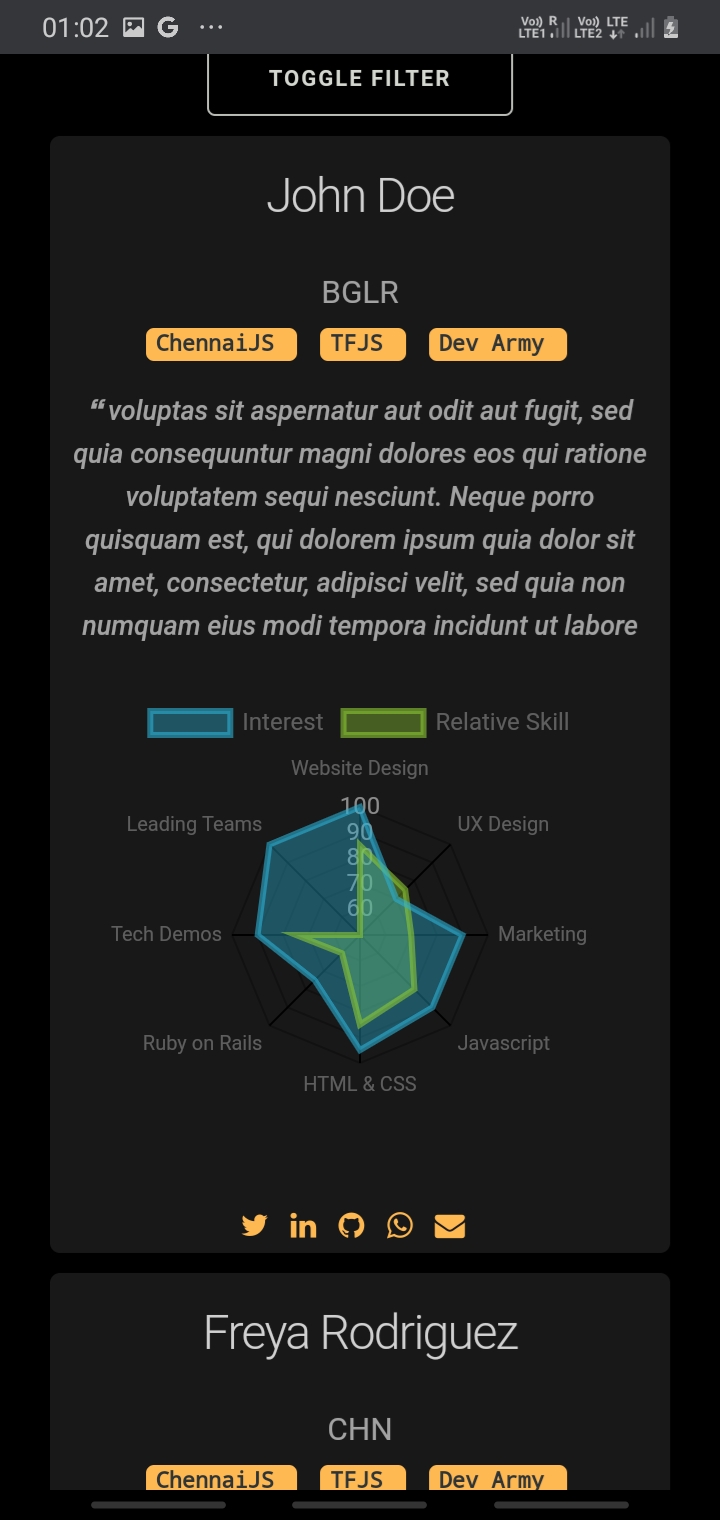 01:02 G ... Vo)) R LTE1 Vo)) LTE LTE2
TOGGLE FILTER
John Doe
BGLR
ChennaiJS TFJS Dev Army
“voluptas sit aspernatur aut odit aut fugit, sed
quia consequuntur magni dolores eos qui ratione
voluptatem sequi nesciunt. Neque porro
quisquam est, qui dolorem ipsum quia dolor sit
amet, consectetur, adipisci velit, sed quia non
numquam eius modi tempora incidunt ut labore
Interest Relative Skill
Website Design
100
Leading Teams UX Design
90
80
70
60
Tech Demos Marketing
Ruby on Rails Javascript
HTML & CSS
in
Freya Rodriguez
CHN
ChennaiJS TFJS Dev Army